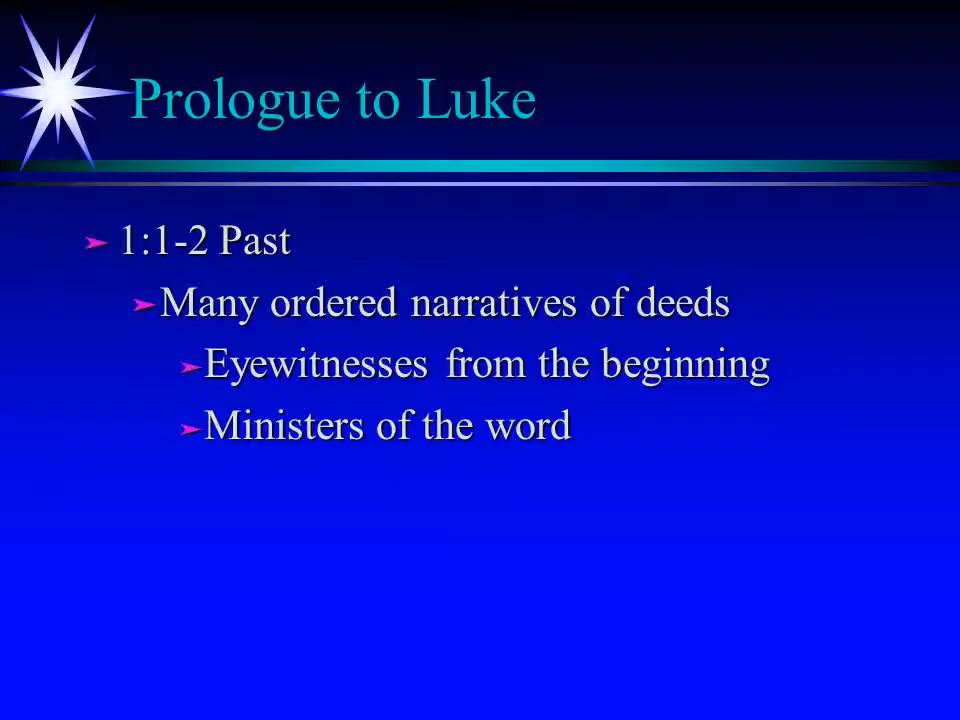 Prologue to Luke
1:1-2 Past
Many ordered narratives of deeds
Eyewitnesses from the beginning
Ministers of the word